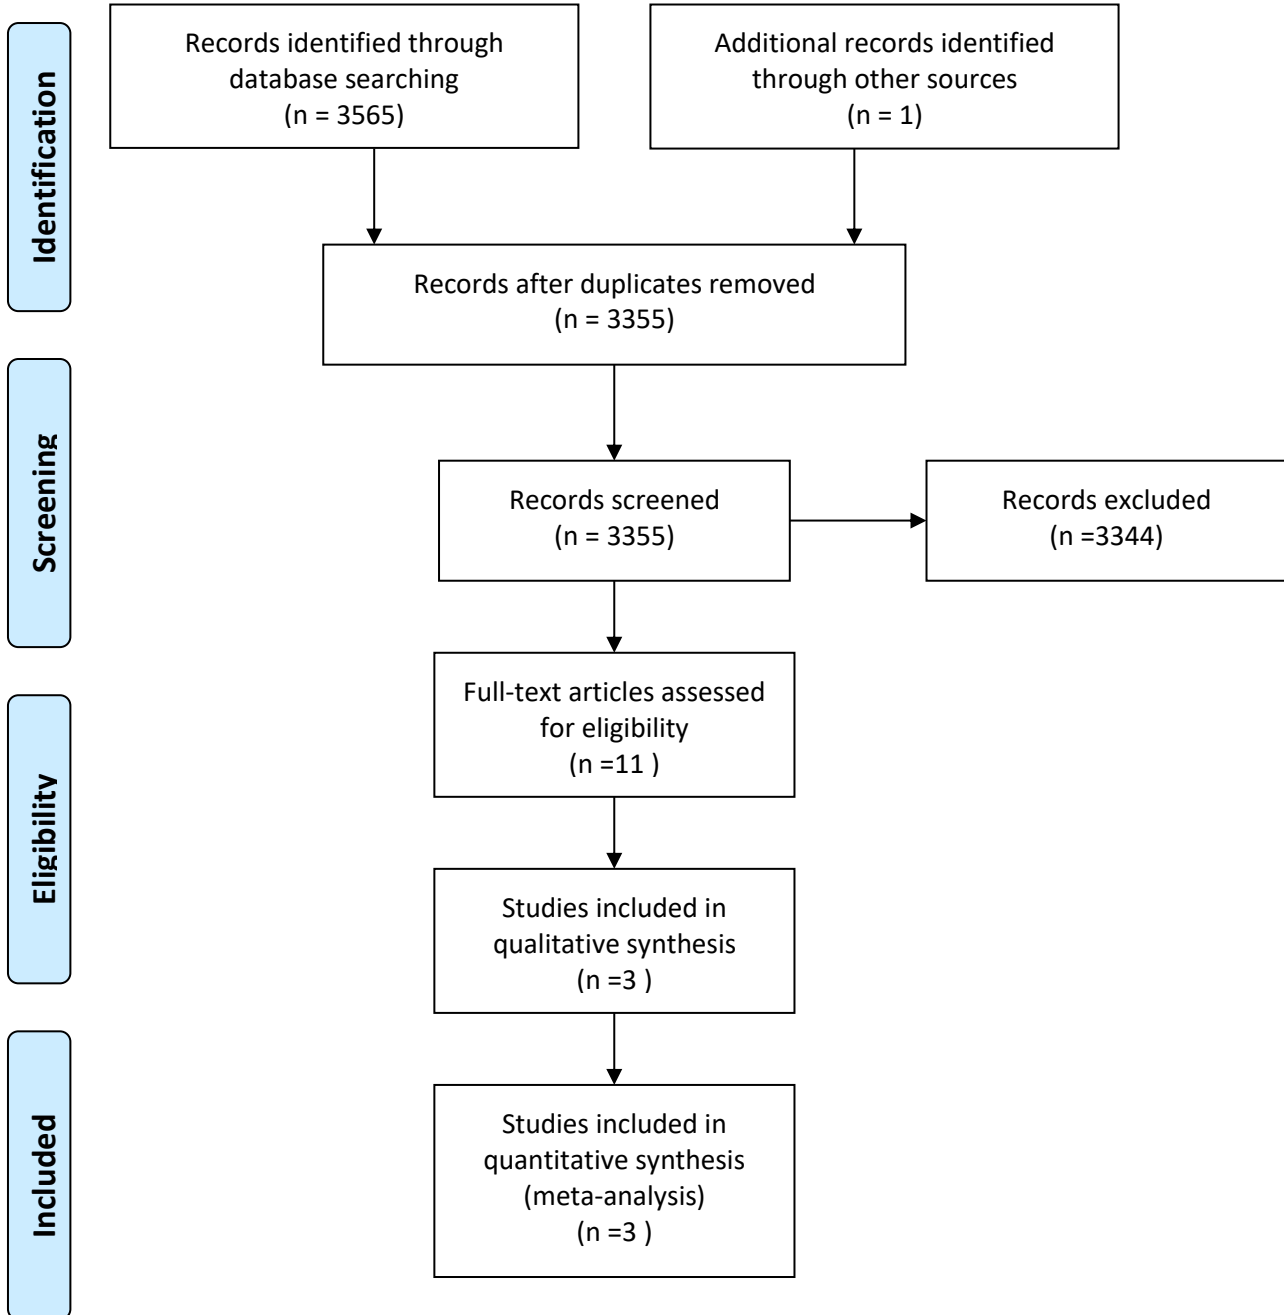 Identification
Records identified through
database searching
(n = 3565)
Additional records identified
through other sources
(n = 1)
Records after duplicates removed
(n = 3355)
Screening
Records screened
(n = 3355)
Records excluded
(n =3344)
Eligibility
Full-text articles assessed
for eligibility
(n =11 )
Studies included in
qualitative synthesis
(n =3 )
Included
Studies included in
quantitative synthesis
(meta-analysis)
(n =3 )